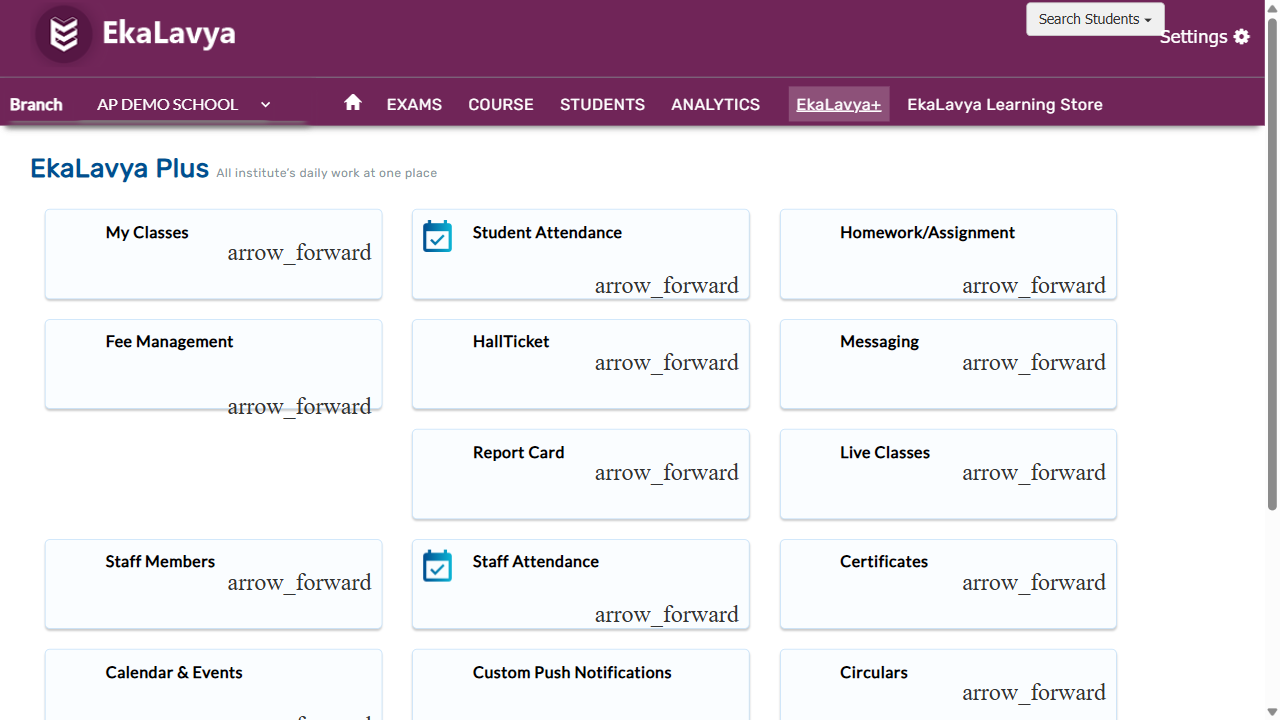 EkaLavya
Search Students
Settings
Branch
AP DEMO SCHOOL
EXAMS
COURSE
STUDENTS
ANALYTICS
EkaLavya+
EkaLavya Learning Store
EkaLavya Plus
All institute's daily work at one place
My Classes
arrow_forward
Student Attendance
arrow_forward
Homework/Assignment
arrow_forward
Fee Management
arrow_forward
HallTicket
arrow_forward
Messaging
arrow_forward
Report Card
arrow_forward
Live Classes
arrow_forward
Staff Members
arrow_forward
Staff Attendance
arrow_forward
Certificates
arrow_forward
Calendar & Events
Custom Push Notifications
Circulars
arrow_forward